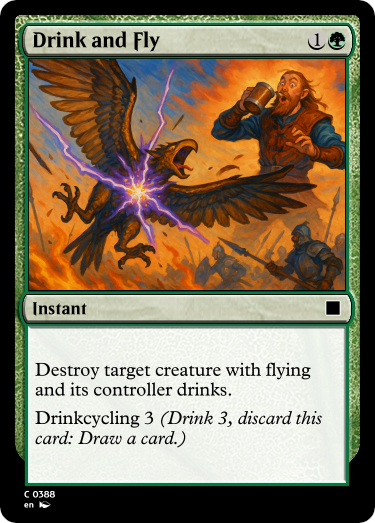 Drink and Fly 1
Instant
Destroy target creature with flying
and its controller drinks.
Drinkcycling 3 (Drink 3, discard this
card: Draw a card.)
C 0388
en